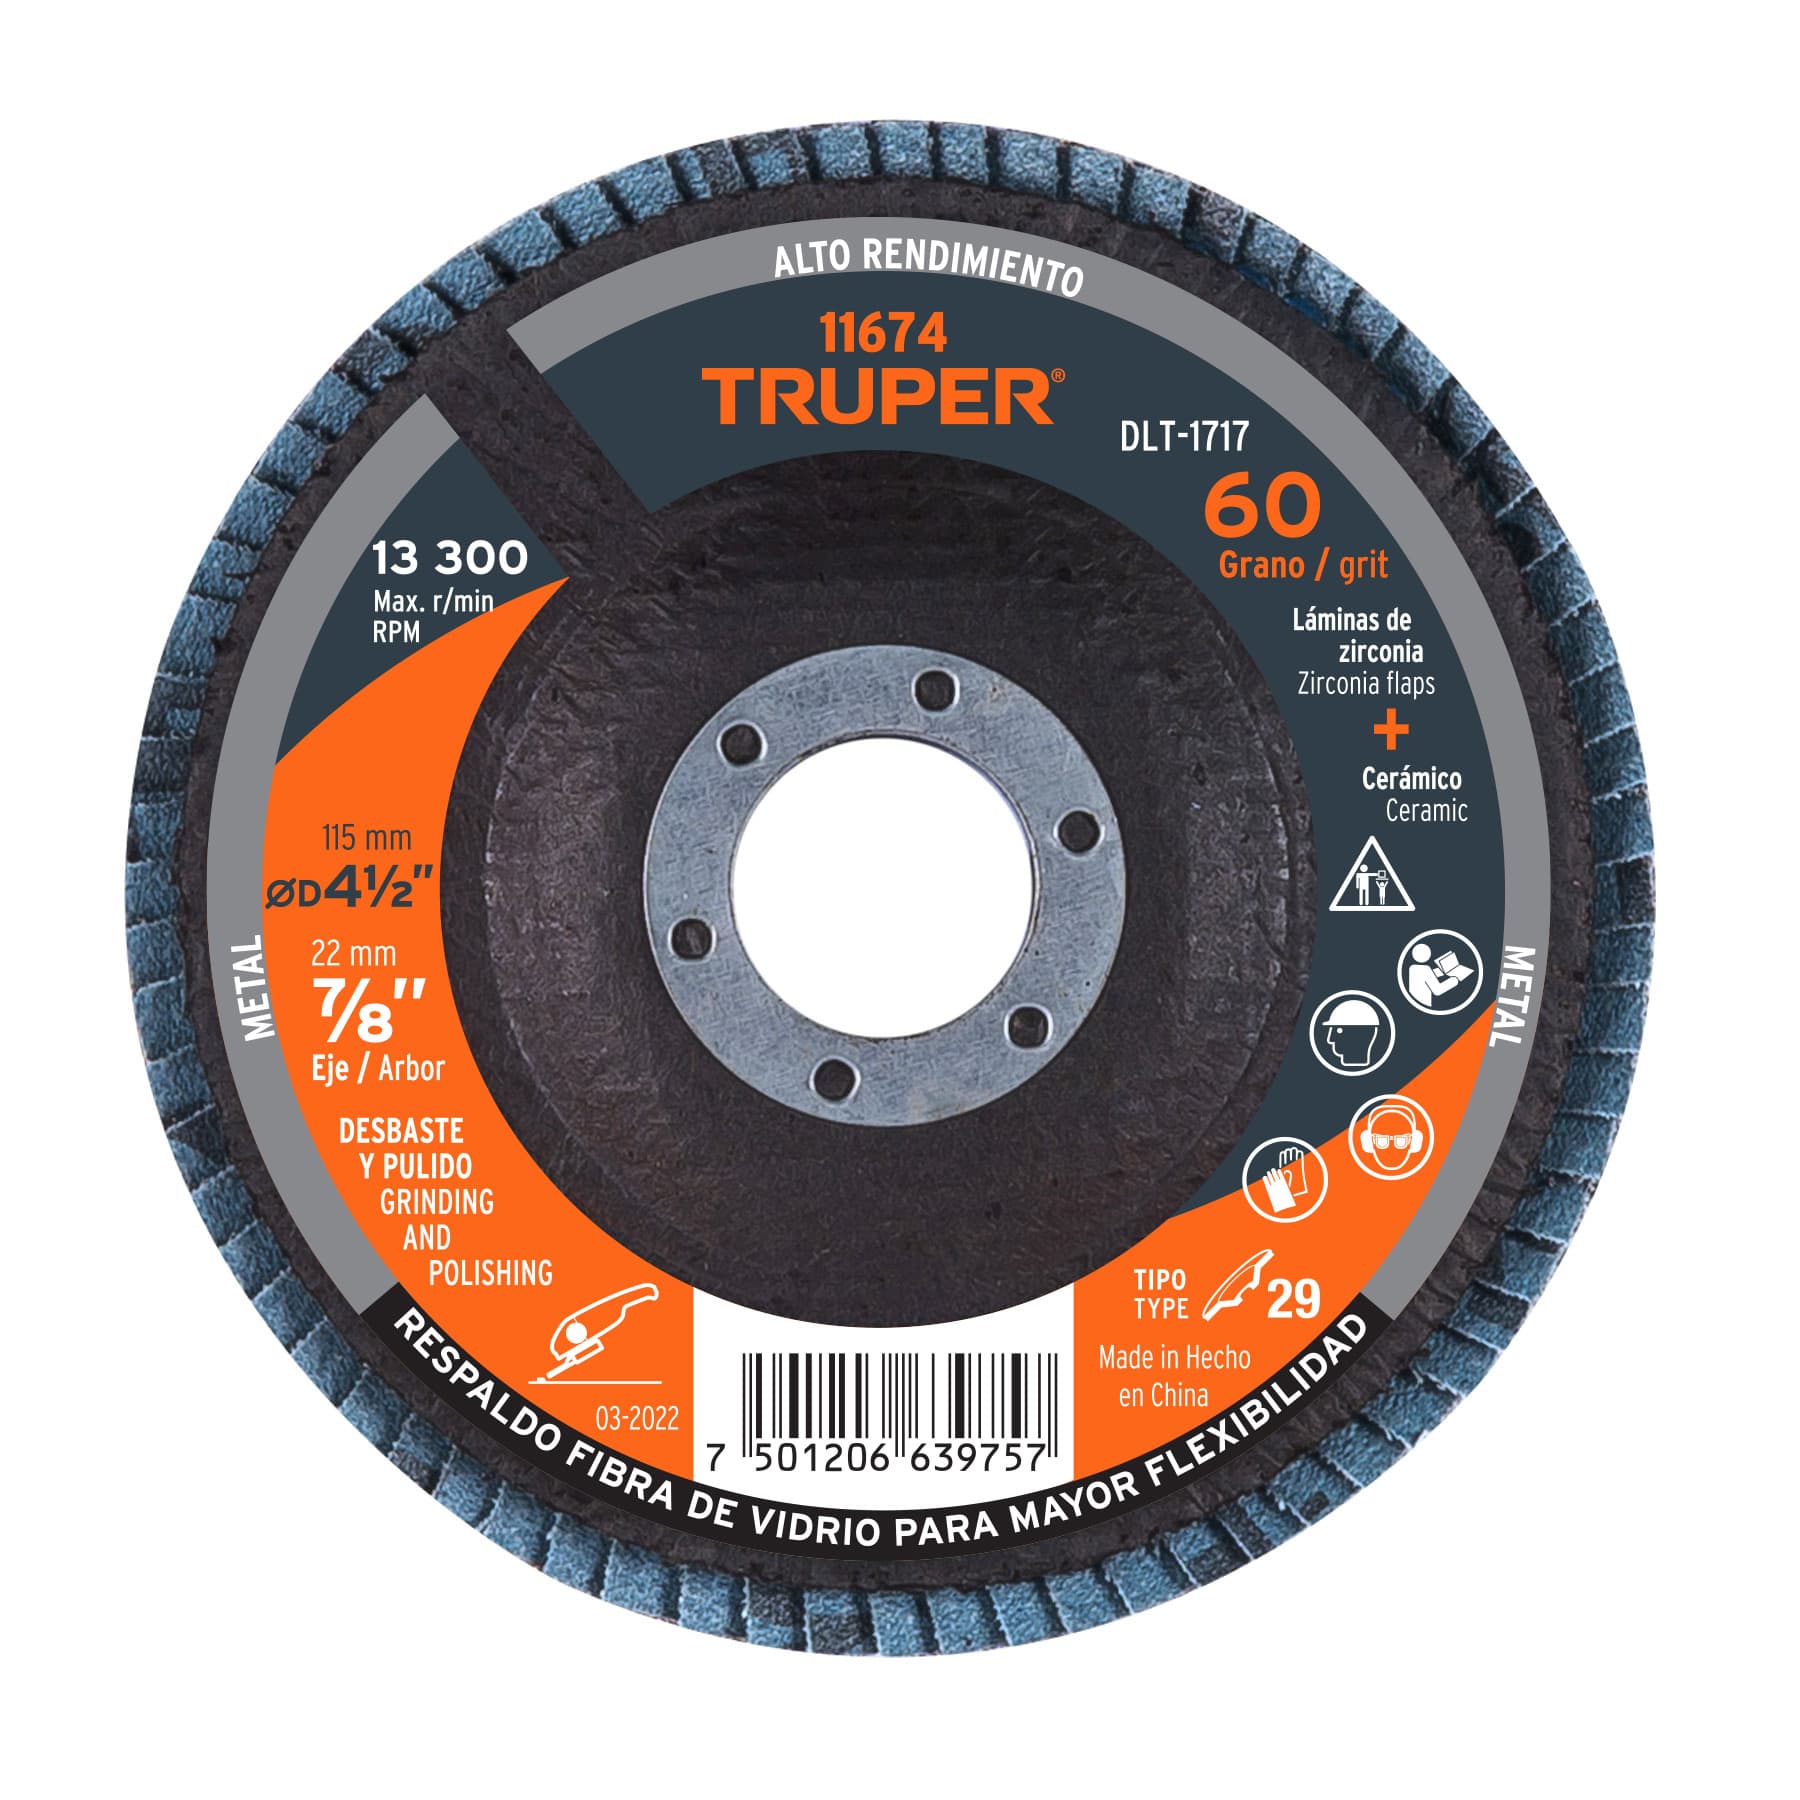 ALTO RENDIMIENTO
11674
TRUPER®
DLT-1717
60
Grano / grit
Láminas de
zirconia
Zirconia flaps
+
Cerámico
Ceramic
13 300
Max. r/min
RPM
115 mm
ØD4½"
22 mm
⅞"
Eje / Arbor
METAL
METAL
DESBASTE
Y PULIDO
GRINDING
AND
POLISHING
03-2022
TIPO
TYPE
29
Made in Hecho
en China
7 501206 639757
RESPALDO FIBRA DE VIDRIO PARA MAYOR FLEXIBILIDAD